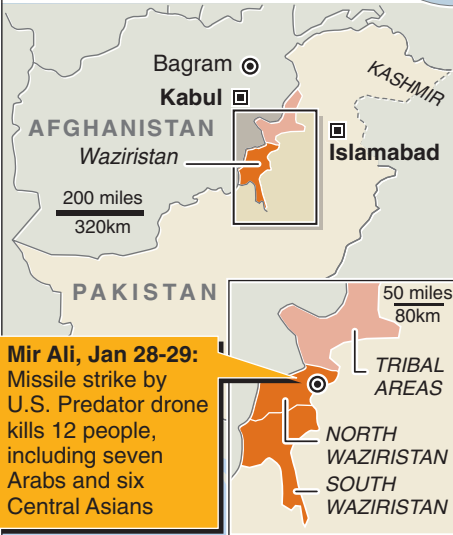 Bagram
Kabul
KASHMIR
AFGHANISTAN
Waziristan
Islamabad
200 miles
320km
PAKISTAN
50 miles
80km
Mir Ali, Jan 28-29:
Missile strike by
U.S. Predator drone
kills 12 people,
including seven
Arabs and six
Central Asians
TRIBAL
AREAS
NORTH
WAZIRISTAN
SOUTH
WAZIRISTAN